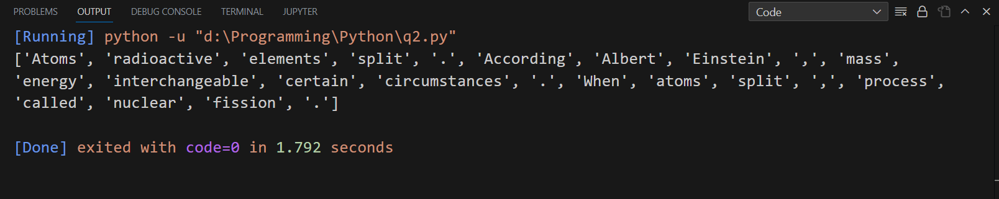 PROBLEMS OUTPUT DEBUG CONSOLE TERMINAL JUPYTER Code
[Running] python -u "d:\Programming\Python\q2.py"
['Atoms', 'radioactive', 'elements', 'split', '.', 'According', 'Albert', 'Einstein', ',', 'mass',
'energy', 'interchangeable', 'certain', 'circumstances', '.', 'When', 'atoms', 'split', ',', 'process',
'called', 'nuclear', 'fission', '.']
[Done] exited with code=0 in 1.792 seconds